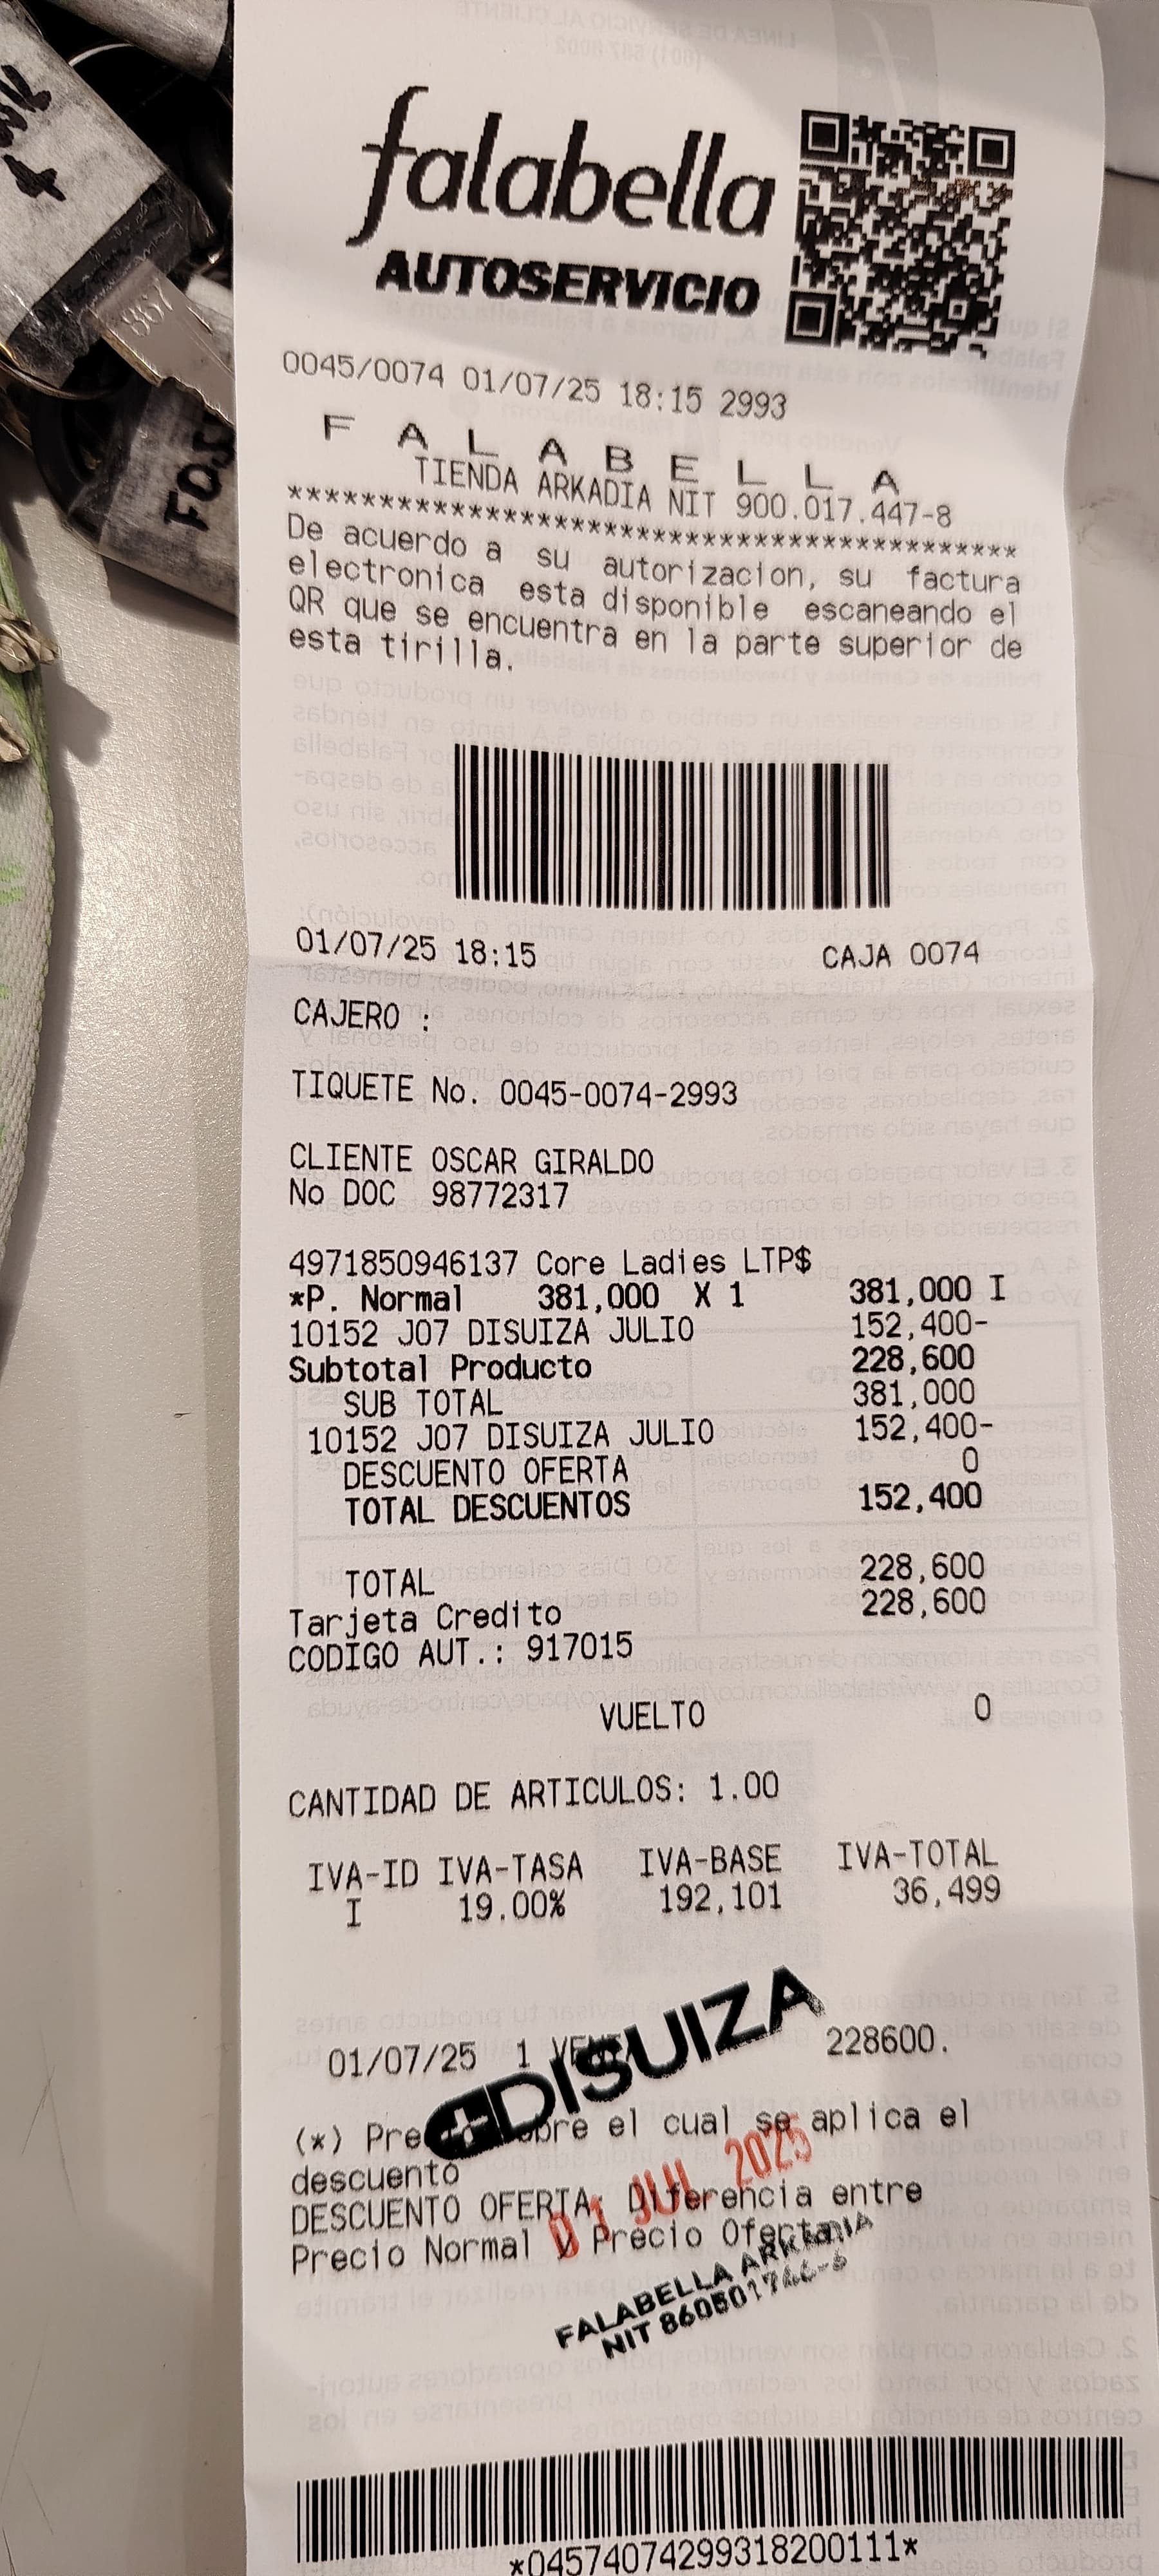 falabella
AUTOSERVICIO
0045/0074 01/07/25 18:15 2993
F A L A B E L L A
TIENDA ARKADIA NIT 900.017.447-8
*****************************************
De acuerdo a su autorizacion, su factura
electronica esta disponible escaneando el
QR que se encuentra en la parte superior de
esta tirilla.
01/07/25 18:15 CAJA 0074
CAJERO :
TIQUETE No. 0045-0074-2993
CLIENTE OSCAR GIRALDO
No DOC 98772317
4971850946137 Core Ladies LTP$
*P. Normal 381,000 X 1 381,000 I
10152 J07 DISUIZA JULIO 152,400-
Subtotal Producto 228,600
SUB TOTAL 381,000
10152 J07 DISUIZA JULIO 152,400-
DESCUENTO OFERTA 0
TOTAL DESCUENTOS 152,400
TOTAL 228,600
Tarjeta Credito 228,600
CODIGO AUT.: 917015
VUELTO 0
CANTIDAD DE ARTICULOS: 1.00
IVA-ID IVA-TASA IVA-BASE IVA-TOTAL
I 19.00% 192,101 36,499
DISUIZA
01/07/25 1 228600.
(*) el cual se aplica el
descuento
01 JUL 2025
DESCUENTO OFERTA: Diferencia entre
Precio Normal y Precio Oferta
FALABELLA ARKADIA
NIT
*04574074299318200111*
867